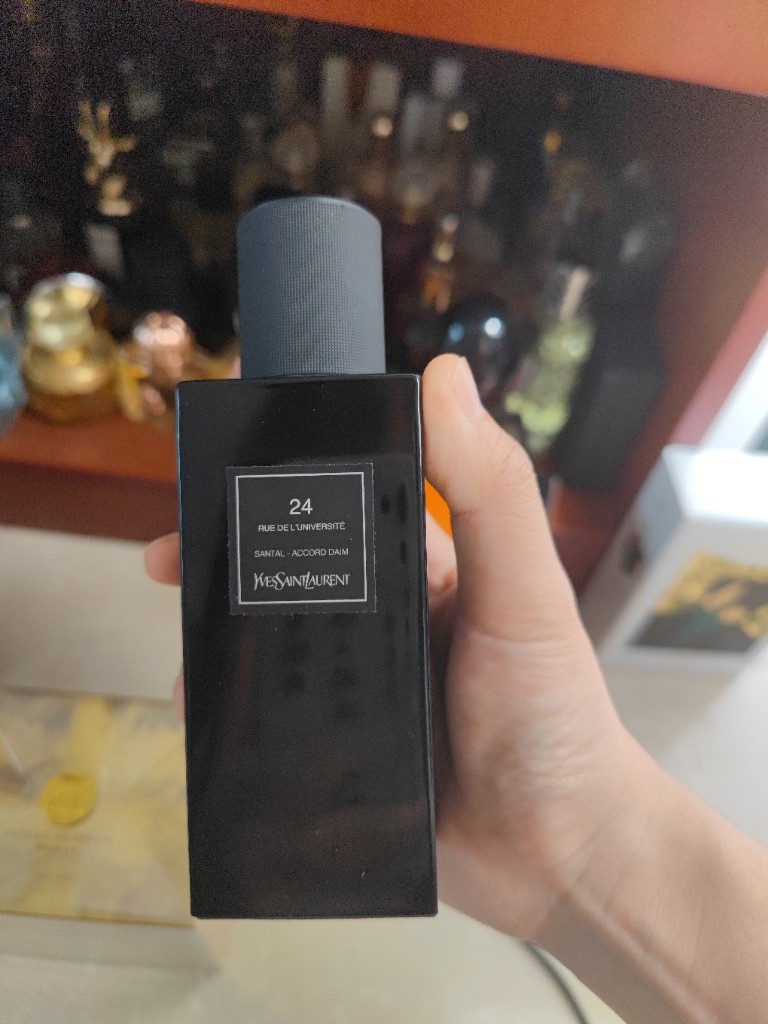 24
RUE DE L'UNIVERSITÉ
SANTAL - ACCORD DAIM
YVESSAINTLAURENT